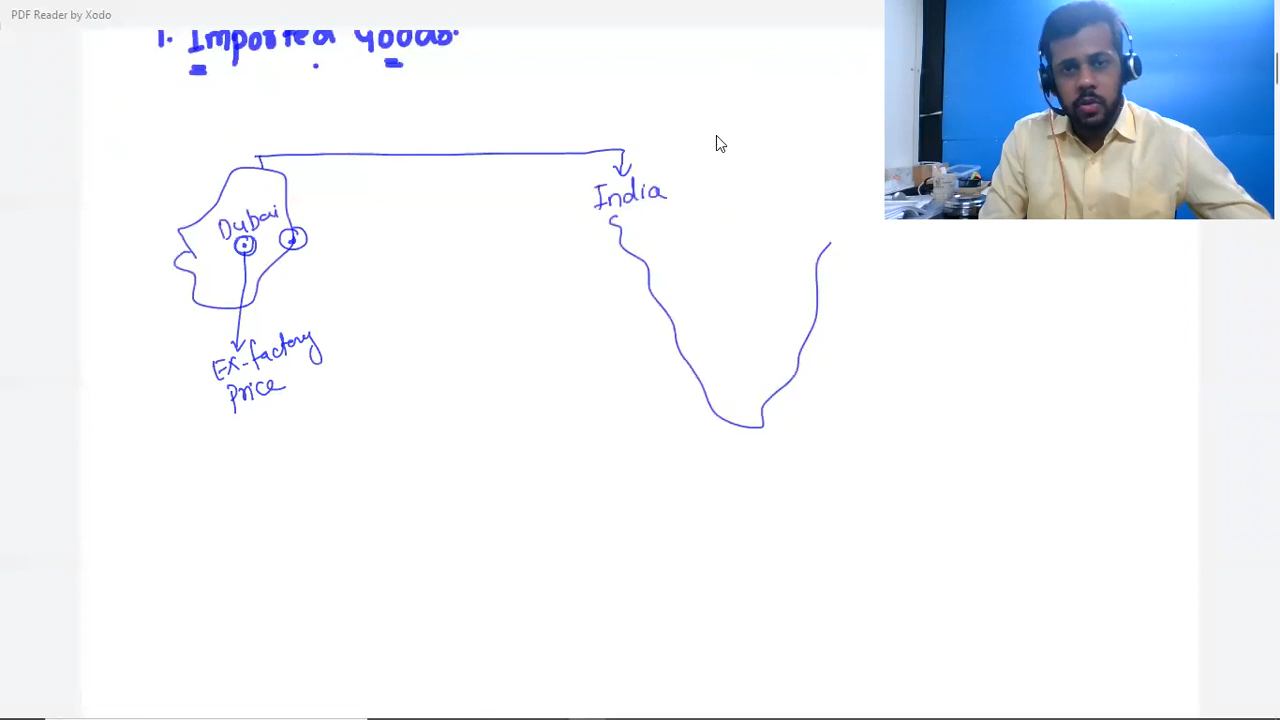 PDF Reader by Xodo
1. Imported Goods.
India
Dubai
Ex-factory
Price